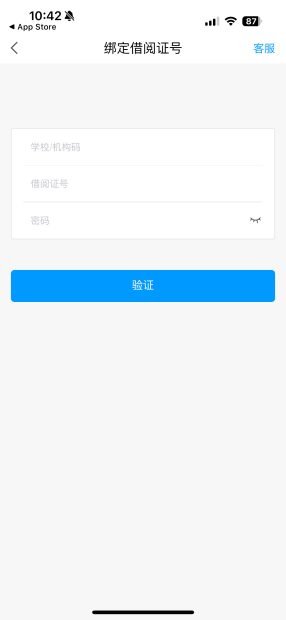 10:42
87
◀ App Store
绑定借阅证号
客服
学校/机构码
借阅证号
密码
验证